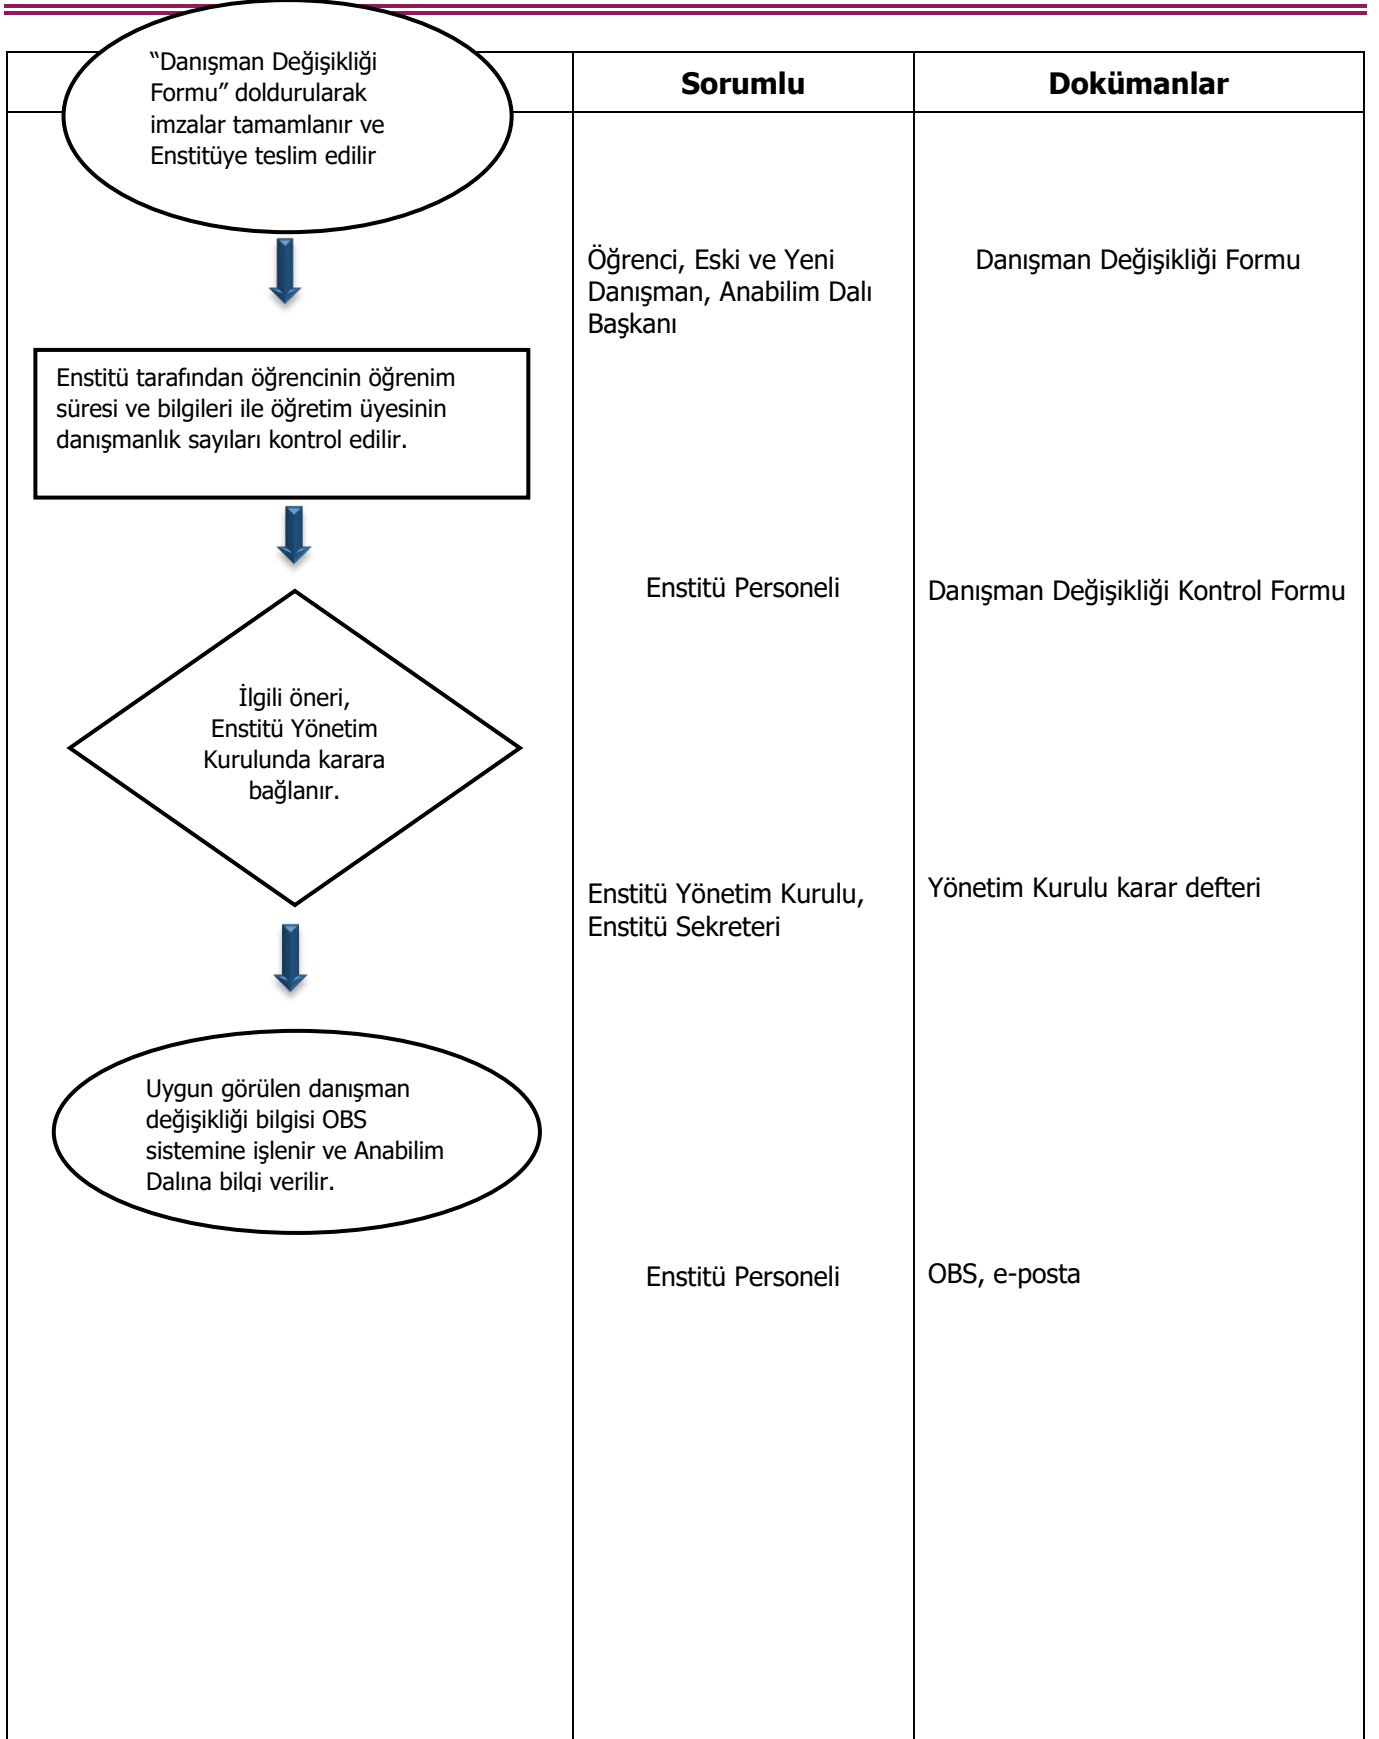 “Danışman Değişikliği
Formu” doldurularak
imzalar tamamlanır ve
Enstitüye teslim edilir
Sorumlu
Dokümanlar
Öğrenci, Eski ve Yeni
Danışman, Anabilim Dalı
Başkanı
Danışman Değişikliği Formu
Enstitü tarafından öğrencinin öğrenim
süresi ve bilgileri ile öğretim üyesinin
danışmanlık sayıları kontrol edilir.
Enstitü Personeli
Danışman Değişikliği Kontrol Formu
İlgili öneri,
Enstitü Yönetim
Kurulunda karara
bağlanır.
Enstitü Yönetim Kurulu,
Enstitü Sekreteri
Yönetim Kurulu karar defteri
Uygun görülen danışman
değişikliği bilgisi OBS
sistemine işlenir ve Anabilim
Dalına bilgi verilir.
Enstitü Personeli
OBS, e-posta